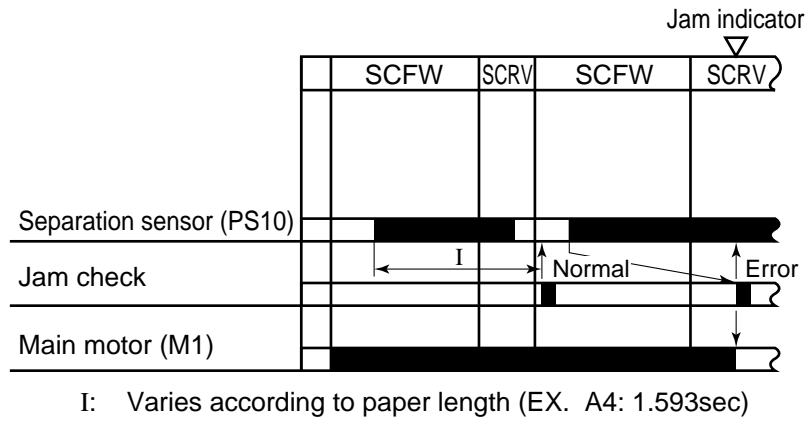 Jam indicator
SCFW SCRV SCFW SCRV
Separation sensor (PS10)
I Normal Error
Jam check
Main motor (M1)
I: Varies according to paper length (EX. A4: 1.593sec)